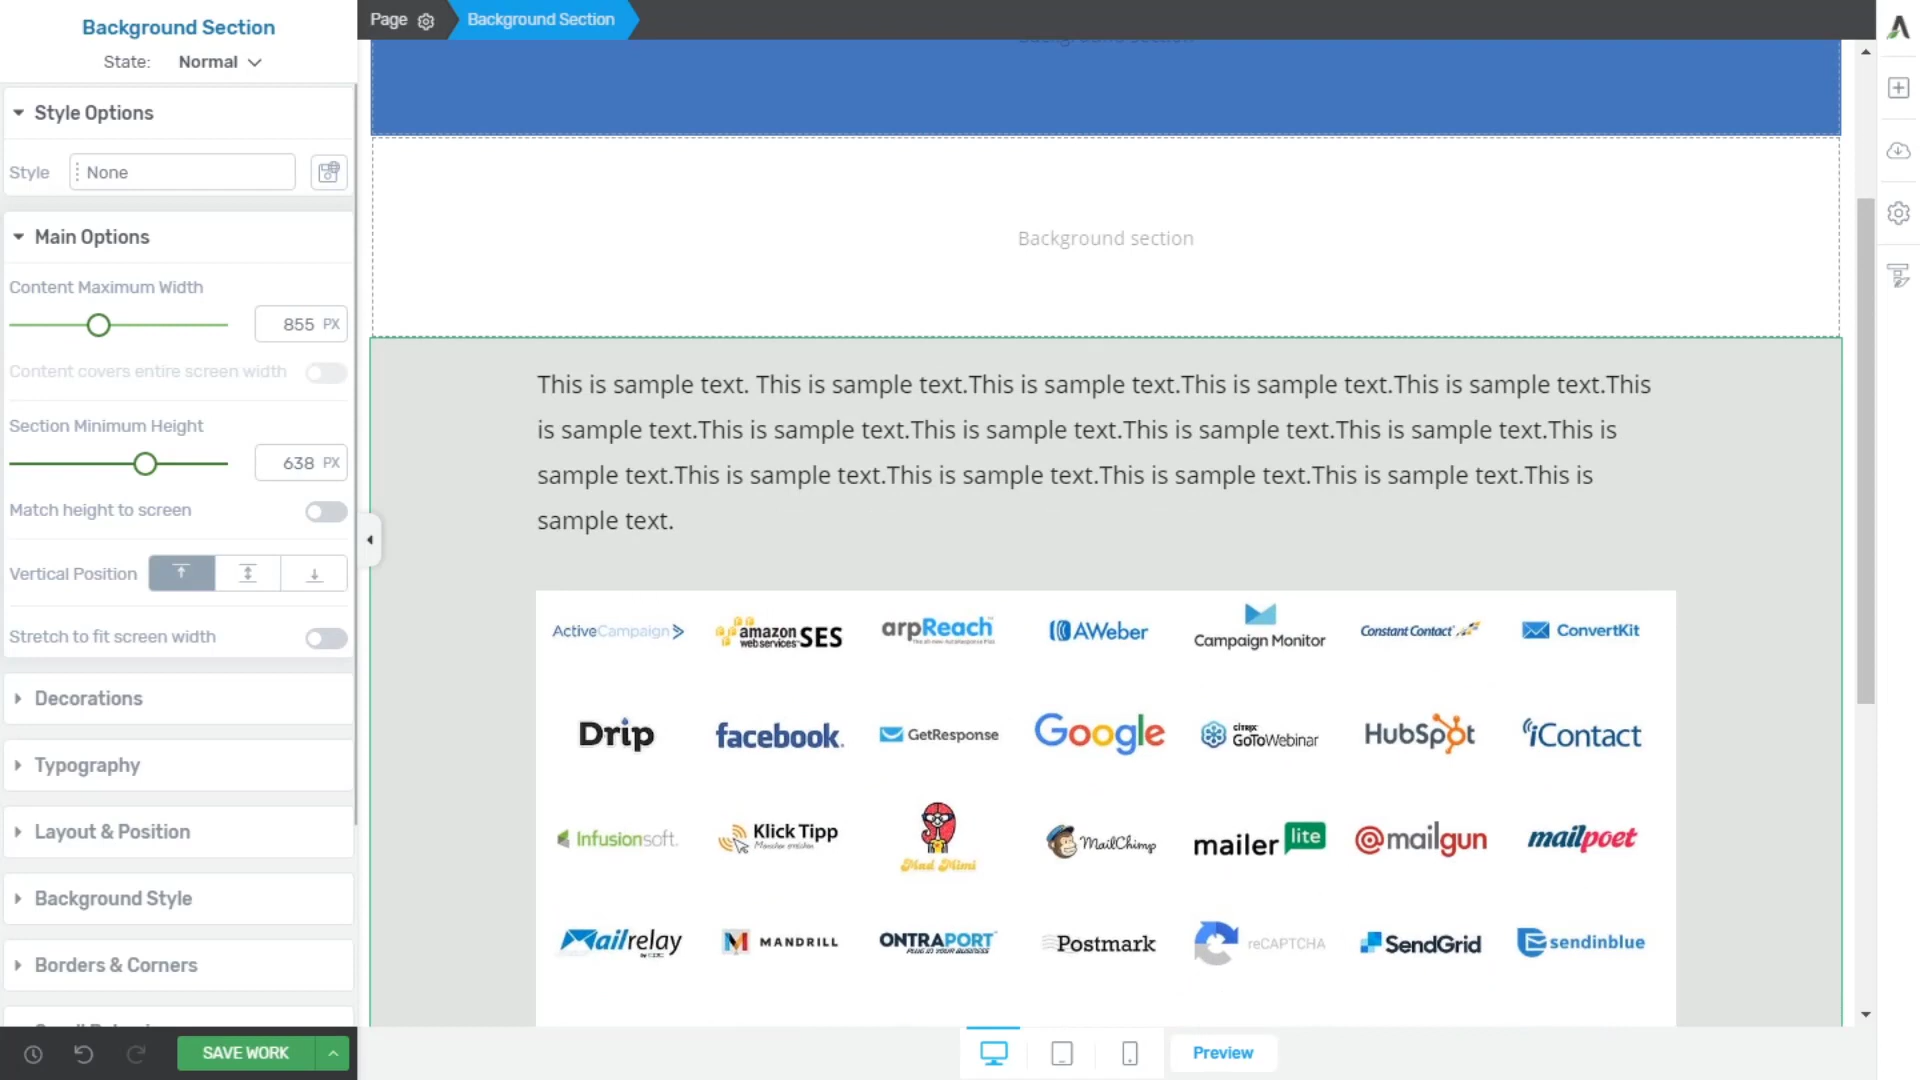 Background Section
State: Normal
Style Options
Style None
Main Options
Content Maximum Width
855 PX
Content covers entire screen width
Section Minimum Height
638 PX
Match height to screen
Vertical Position
Stretch to fit screen width
Decorations
Typography
Layout & Position
Background Style
Borders & Corners
SAVE WORK
Page
Background Section
Background section
This is sample text. This is sample text.This is sample text.This is sample text.This is sample text.This
is sample text.This is sample text.This is sample text.This is sample text.This is sample text.This is
sample text.This is sample text.This is sample text.This is sample text.This is sample text.This is
sample text.
ActiveCampaign amazon web services SES arpReach AWeber Campaign Monitor Constant Contact ConvertKit
Drip facebook. GetResponse Google citrix GoToWebinar HubSpot iContact
Infusionsoft. Klick Tipp Mad Mimi MailChimp mailer lite @mailgun mailpoet
Mailrelay MANDRILL ONTRAPORT PLUG IN YOUR BUSINESS Postmark reCAPTCHA SendGrid sendinblue
Preview